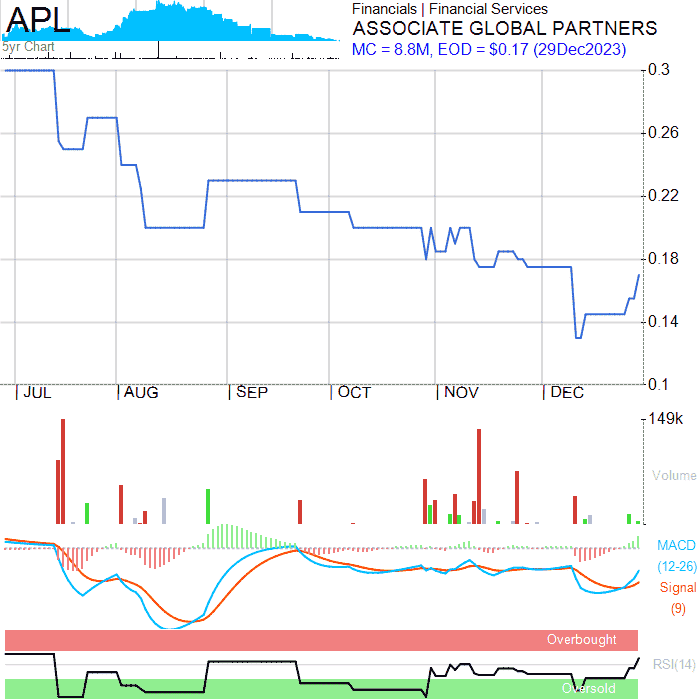 APL
5yr Chart
Financials | Financial Services
ASSOCIATE GLOBAL PARTNERS
MC = 8.8M, EOD = $0.17 (29Dec2023)
0.3
0.26
0.22
0.18
0.14
0.1
JUL AUG SEP OCT NOV DEC
149k
Volume
MACD
(12-26)
Signal
(9)
Overbought
RSI(14)
Oversold